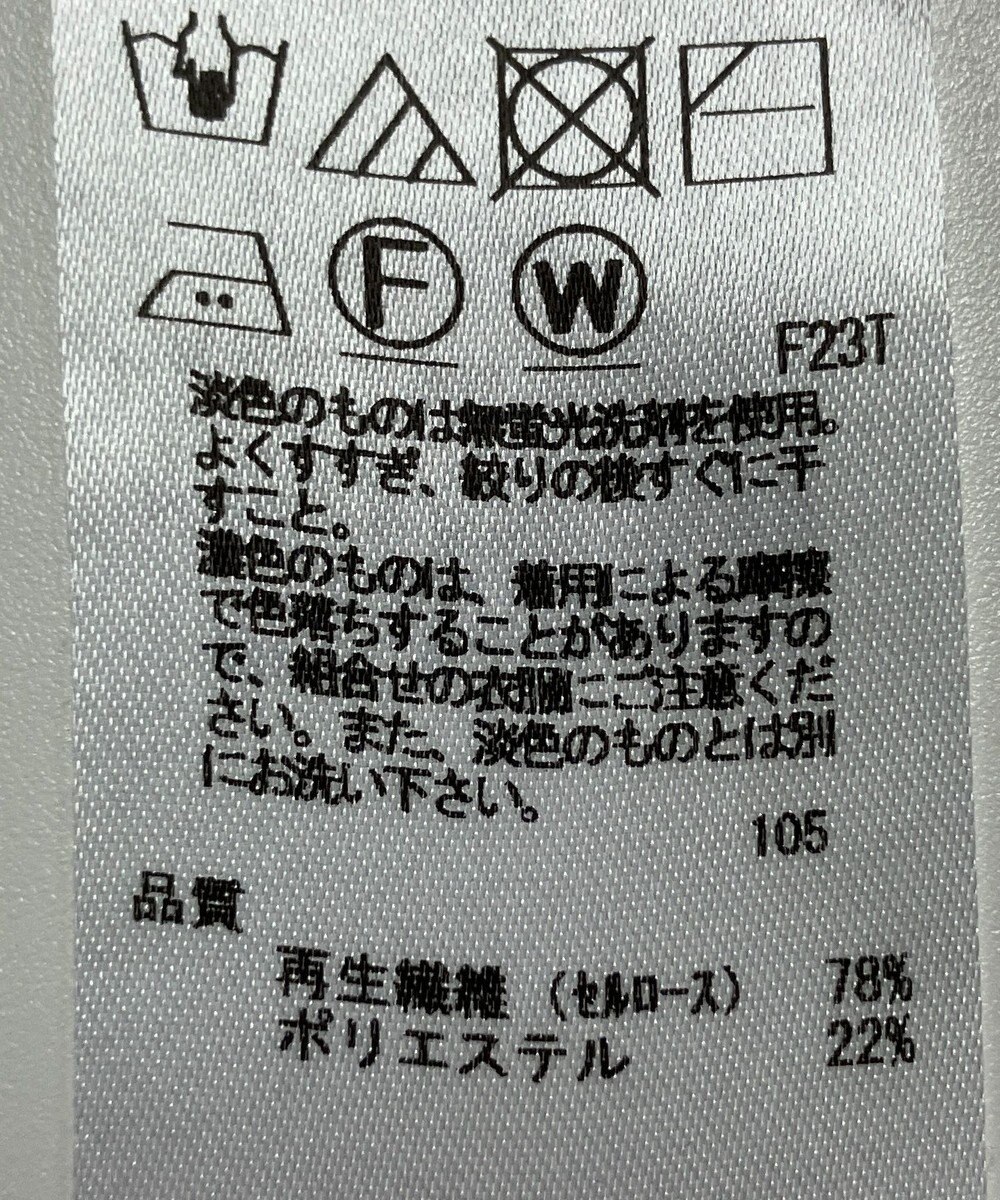 F
W
F23T
淡色のものは無蛍光洗剤を使用。
よくすすぎ、絞りの後すぐに干
すこと。
濃色のものは、着用による摩擦
で色落ちすることがありますの
で、組合せの衣服にご注意くだ
さい。また、淡色のものとは別
にお洗い下さい。
105
品質
再生繊維（セルロース） 78%
ポリエステル 22%